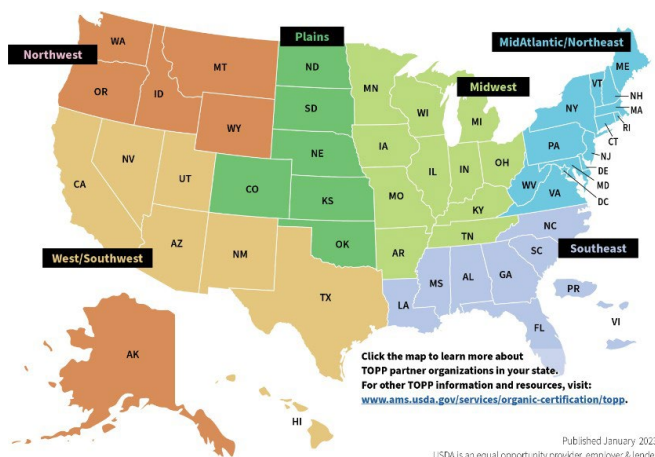 Northwest
Plains
MidAtlantic/Northeast
Midwest
West/Southwest
Southeast
WA
OR
ID
MT
WY
ND
SD
NE
CO
KS
OK
MN
WI
MI
IA
IL
IN
OH
MO
KY
TN
AR
ME
VT
NH
MA
NY
RI
CT
PA
NJ
DE
MD
DC
WV
VA
CA
NV
UT
AZ
NM
TX
NC
SC
MS
AL
GA
LA
FL
PR
VI
AK
HI
Click the map to learn more about
TOPP partner organizations in your state.
For other TOPP information and resources, visit:
www.ams.usda.gov/services/organic-certification/topp.
Published January 2023
USDA is an equal opportunity provider, employer & lende